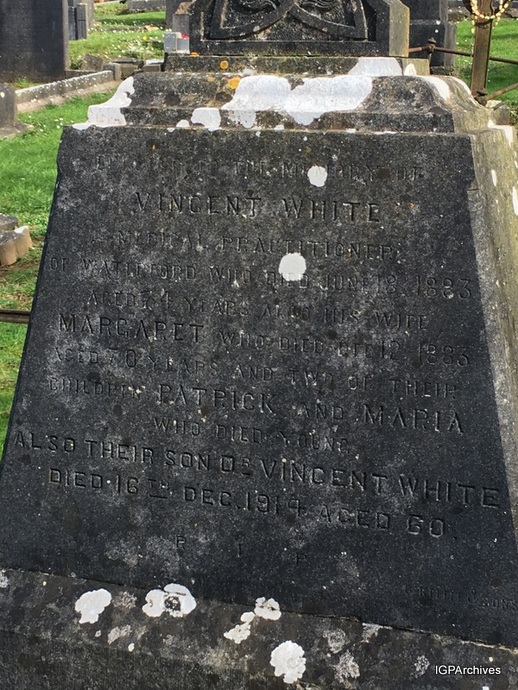 THE MEMORY OF
VINCENT WHITE
MEDICAL PRACTITIONER
OF WATERFORD WHO DIED JUNE 1883
AGED YEARS ALSO HIS WIFE
MARGARET WHO DIED 12, 1883
AGED 70 YEARS AND TWO OF THEIR
CHILDREN PATRICK AND MARIA
WHO DIED YOUNG
ALSO THEIR SON DR VINCENT WHITE
DIED 16TH DEC. 1914 AGED 60.
R I P
& SONS
IGPArchives